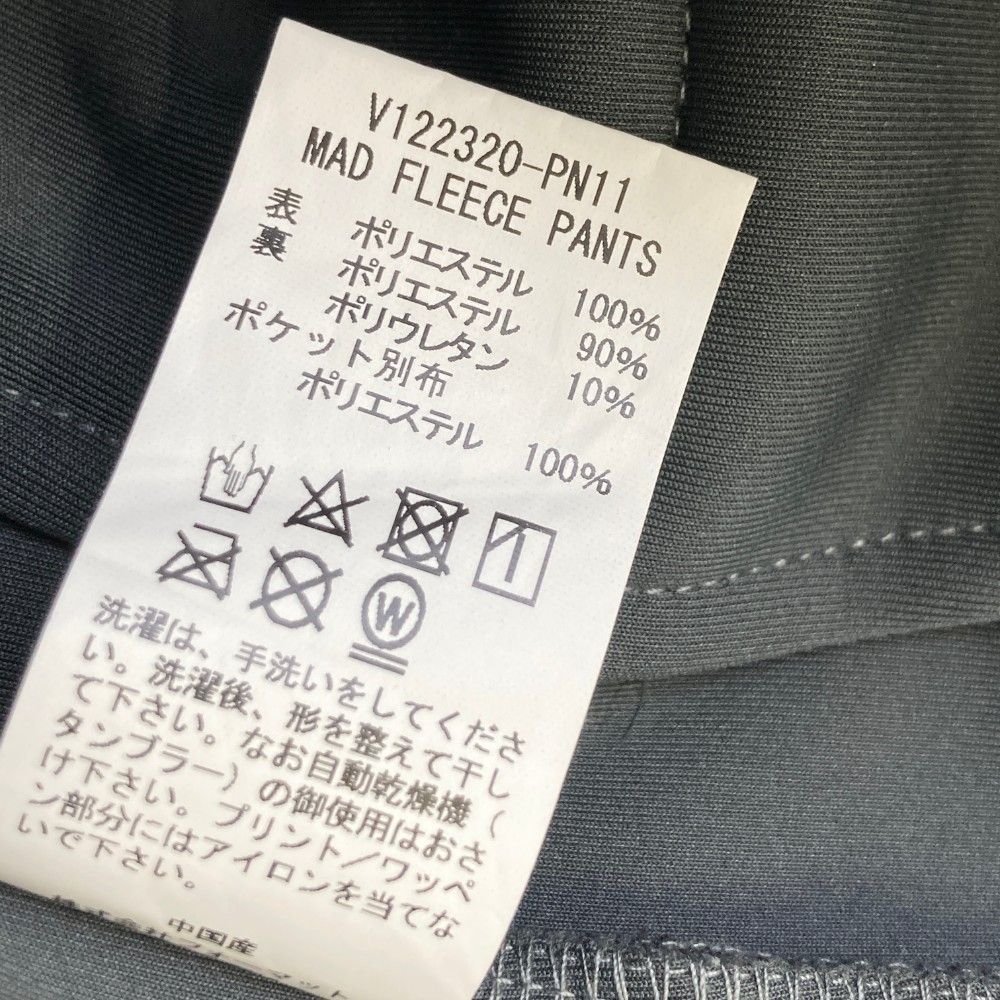 V122320-PN11
MAD FLEECE PANTS
表 ポリエステル 100%
裏 ポリエステル 90%
ポリウレタン 10%
ポケット別布
ポリエステル 100%
W
洗濯は、手洗いをしてくださ
い。洗濯後、形を整えて干し
て下さい。なお自動乾燥機(
タンブラー)の御使用はおさ
け下さい。プリント/ワッペ
ン部分にはアイロンを当てな
いで下さい。
中国産